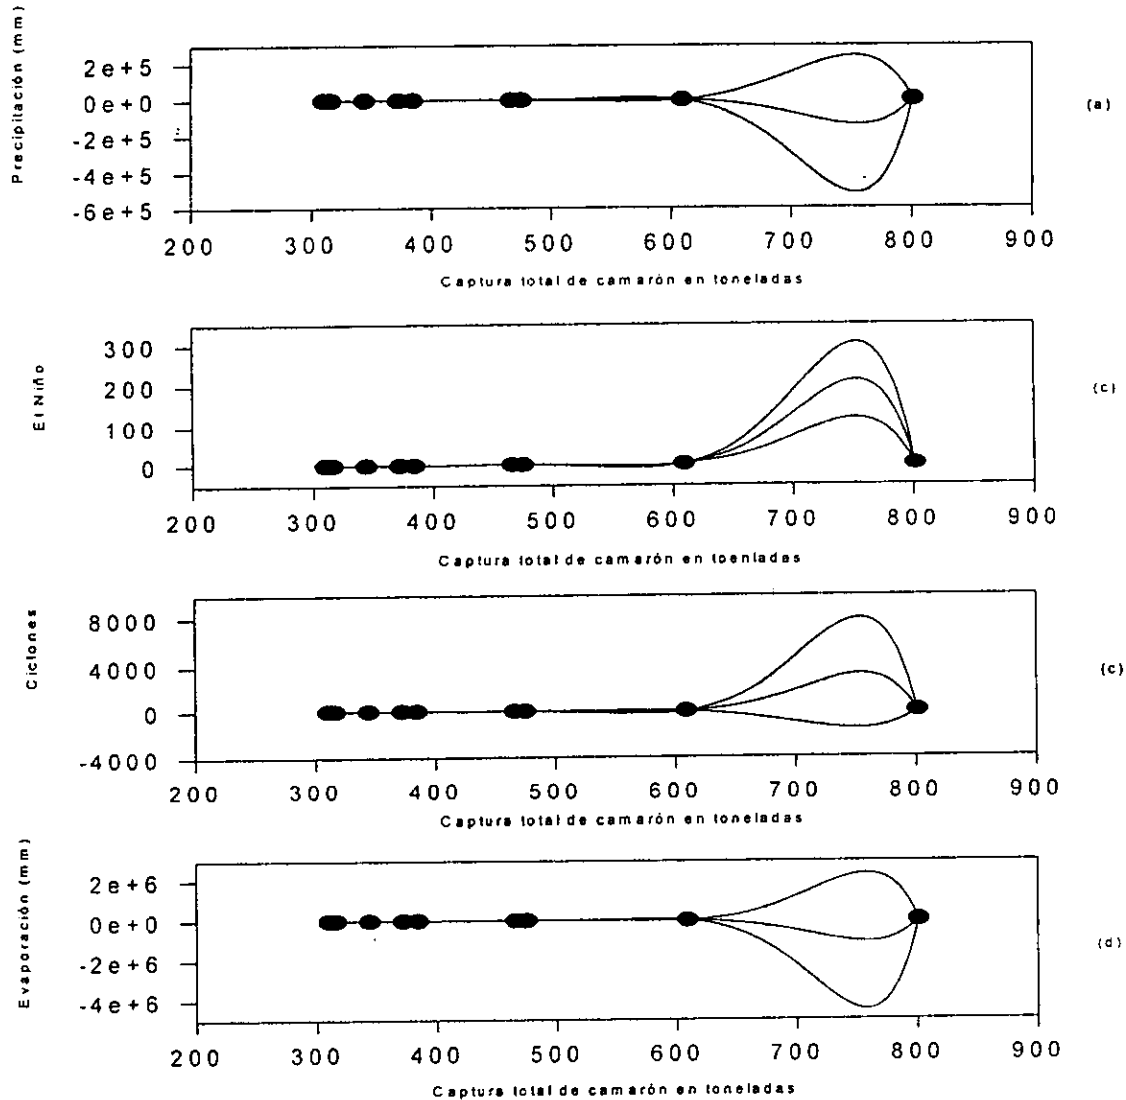 Precipitación (mm)
2e+5
0e+0
-2e+5
-4e+5
-6e+5
(a)
200 300 400 500 600 700 800 900
Captura total de camarón en toneladas
El Niño
300
200
100
0
(c)
200 300 400 500 600 700 800 900
Captura total de camarón en toenladas
Ciclones
8000
4000
0
-4000
(c)
200 300 400 500 600 700 800 900
Captura total de camarón en toneladas
Evaporación (mm)
2e+6
0e+0
-2e+6
-4e+6
(d)
200 300 400 500 600 700 800 900
Captura total de camarón en toneladas